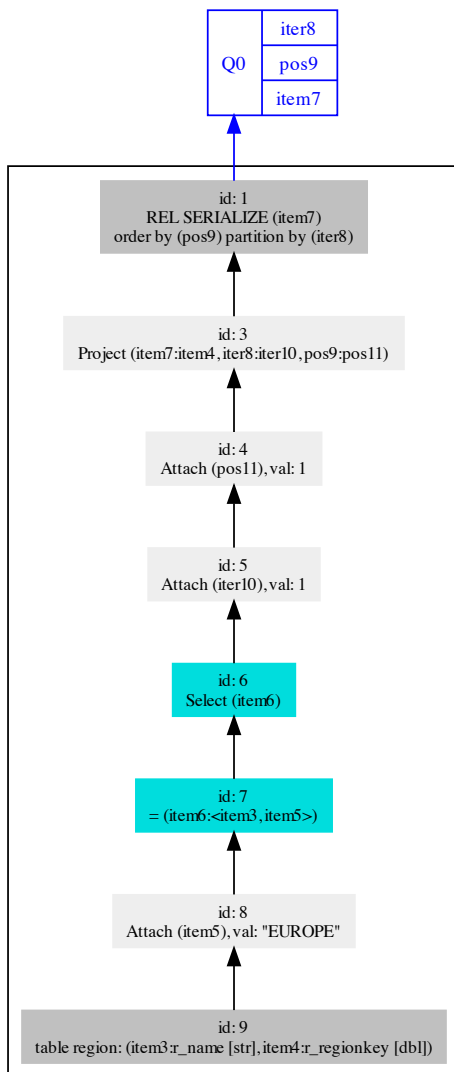 iter8
Q0
pos9
item7
id: 1
REL SERIALIZE (item7)
order by (pos9) partition by (iter8)
id: 3
Project (item7:item4, iter8:iter10, pos9:pos11)
id: 4
Attach (pos11), val: 1
id: 5
Attach (iter10), val: 1
id: 6
Select (item6)
id: 7
= (item6:<item3, item5>)
id: 8
Attach (item5), val: "EUROPE"
id: 9
table region: (item3:r_name [str], item4:r_regionkey [dbl])